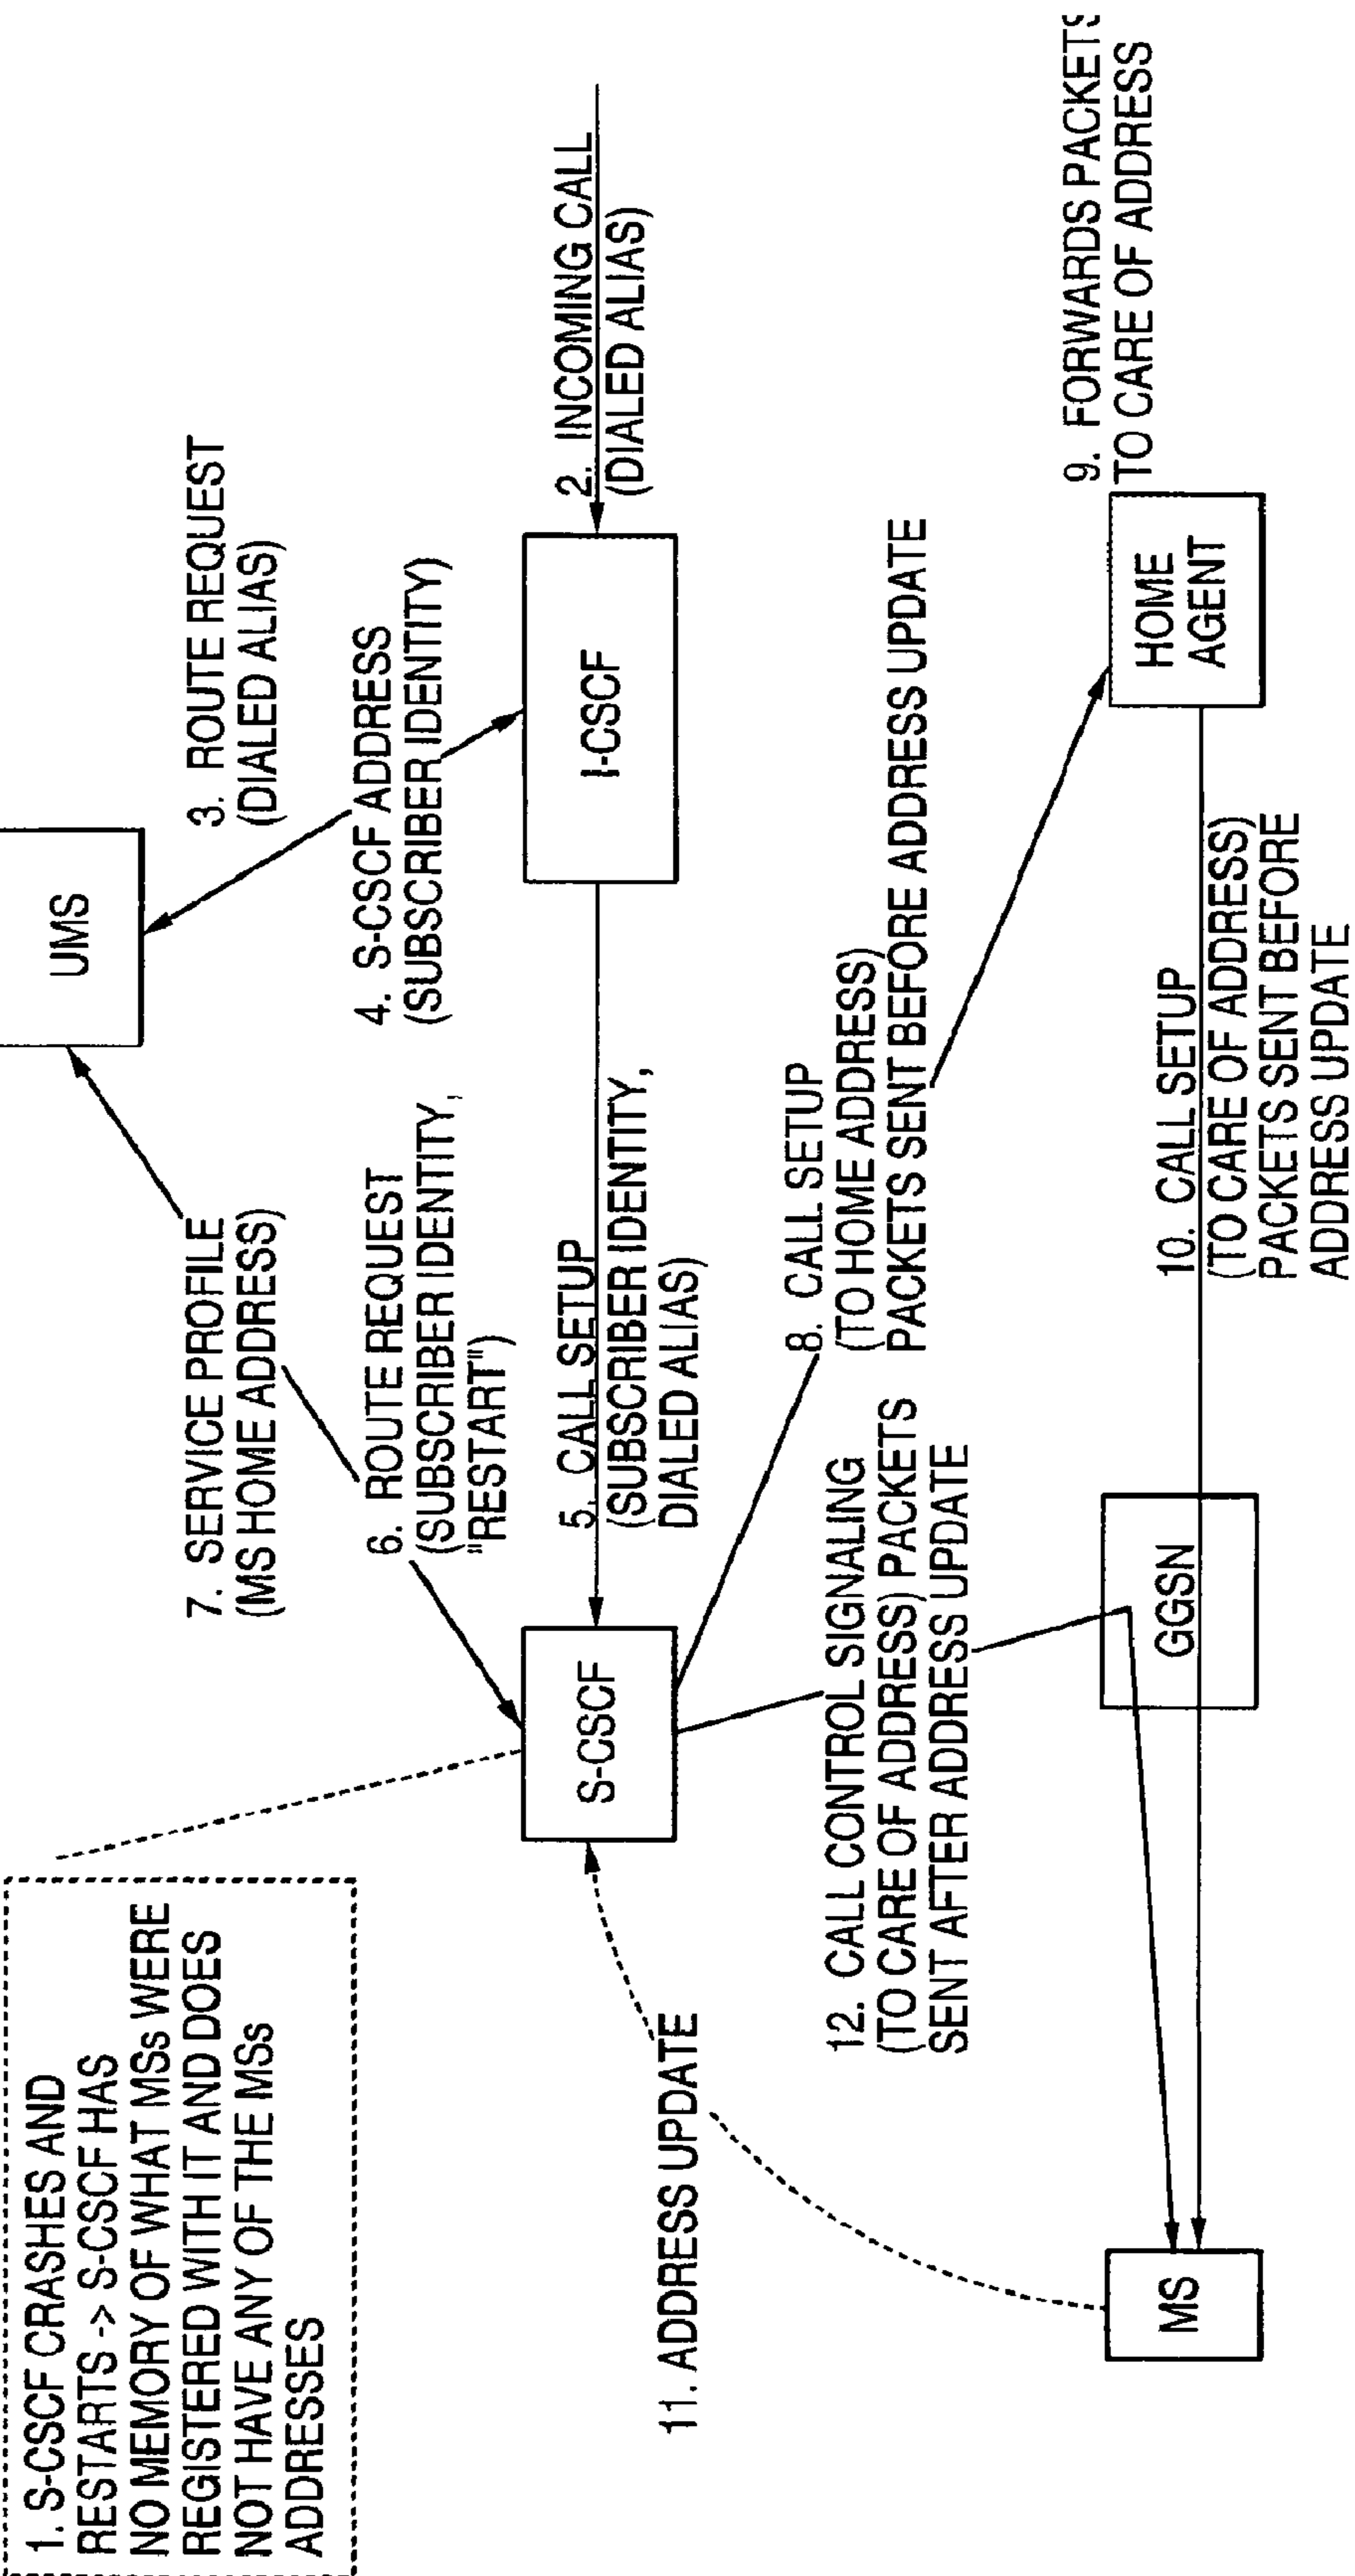 1. S-CSCF CRASHES AND
RESTARTS -> S-CSCF HAS
NO MEMORY OF WHAT MSs WERE
REGISTERED WITH IT AND DOES
NOT HAVE ANY OF THE MSs
ADDRESSES
UMS
7. SERVICE PROFILE
(MS HOME ADDRESS)
3. ROUTE REQUEST
(DIALED ALIAS)
6. ROUTE REQUEST
(SUBSCRIBER IDENTITY,
"RESTART")
4. S-CSCF ADDRESS
(SUBSCRIBER IDENTITY)
S-CSCF
5. CALL SETUP
(SUBSCRIBER IDENTITY,
DIALED ALIAS)
I-CSCF
2. INCOMING CALL
(DIALED ALIAS)
11. ADDRESS UPDATE
12. CALL CONTROL SIGNALING
(TO CARE OF ADDRESS) PACKETS
SENT AFTER ADDRESS UPDATE
8. CALL SETUP
(TO HOME ADDRESS)
PACKETS SENT BEFORE ADDRESS UPDATE
9. FORWARDS PACKETS
TO CARE OF ADDRESS
MS
GGSN
10. CALL SETUP
(TO CARE OF ADDRESS)
PACKETS SENT BEFORE
ADDRESS UPDATE
HOME
AGENT